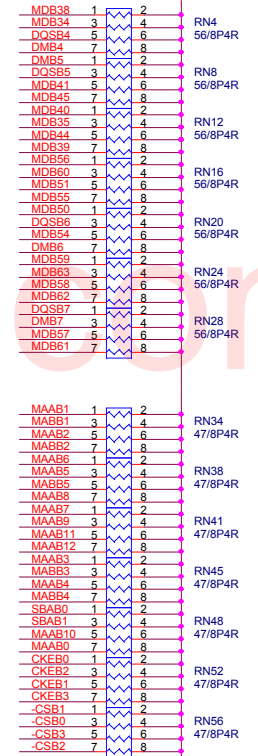 MDB38 1 2
MDB34 3 4 RN4
DQSB4 5 6 56/8P4R
DMB4 7 8
DMB5 1 2
DQSB5 3 4 RN8
MDB41 5 6 56/8P4R
MDB45 7 8
MDB40 1 2
MDB35 3 4 RN12
MDB44 5 6 56/8P4R
MDB39 7 8
MDB56 1 2
MDB60 3 4 RN16
MDB51 5 6 56/8P4R
MDB55 7 8
MDB50 1 2
DQSB6 3 4 RN20
MDB54 5 6 56/8P4R
DMB6 7 8
MDB59 1 2
MDB63 3 4 RN24
MDB58 5 6 56/8P4R
MDB62 7 8
DQSB7 1 2
DMB7 3 4 RN28
MDB57 5 6 56/8P4R
MDB61 7 8
MAAB1 1 2
MABB1 3 4 RN34
MAAB2 5 6 47/8P4R
MABB2 7 8
MAAB6 1 2
MAAB5 3 4 RN38
MABB5 5 6 47/8P4R
MAAB8 7 8
MAAB7 1 2
MAAB9 3 4 RN41
MAAB11 5 6 47/8P4R
MAAB12 7 8
MAAB3 1 2
MABB3 3 4 RN45
MAAB4 5 6 47/8P4R
MABB4 7 8
SBAB0 1 2
SBAB1 3 4 RN48
MAAB10 5 6 47/8P4R
MAAB0 7 8
CKEB0 1 2
CKEB2 3 4 RN52
CKEB1 5 6 47/8P4R
CKEB3 7 8
-CSB1 1 2
-CSB0 3 4 RN56
-CSB3 5 6 47/8P4R
-CSB2 7 8